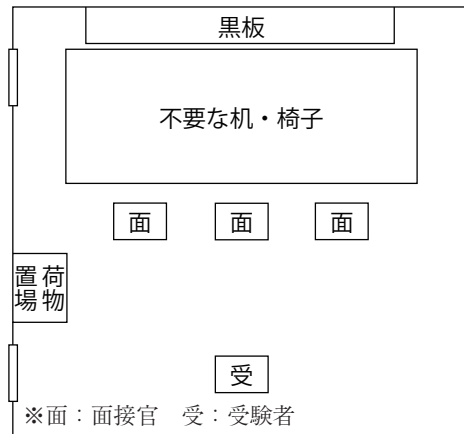 黒板
不要な机・椅子
面
面
面
荷物
置場
受
※面：面接官　受：受験者